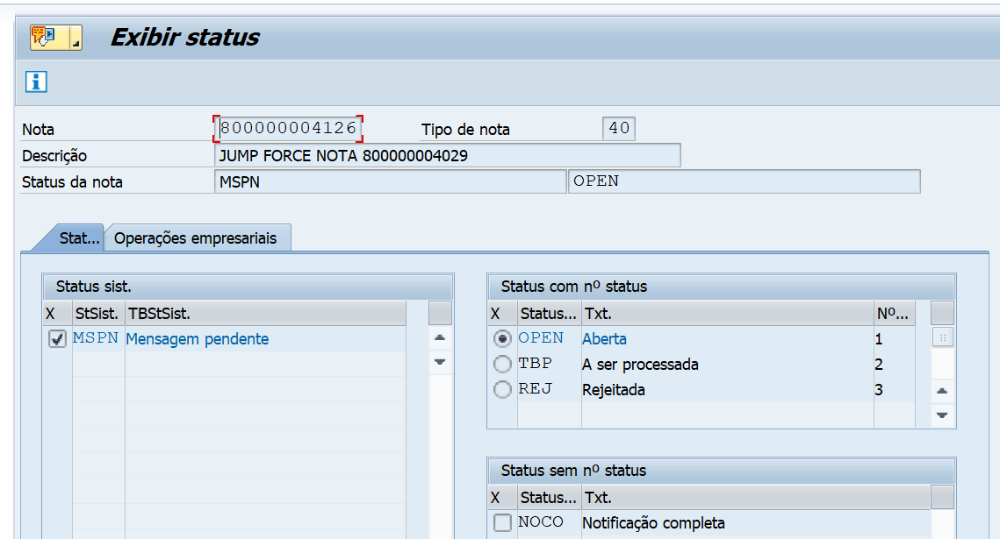 Exibir status
Nota 800000004126 Tipo de nota 40
Descrição JUMP FORCE NOTA 800000004029
Status da nota MSPN OPEN
Stat... Operações empresariais
Status sist.
X StSist. TBStSist.
MSPN Mensagem pendente
Status com nº status
X Status... Txt. Nº...
OPEN Aberta 1
TBP A ser processada 2
REJ Rejeitada 3
Status sem nº status
X Status... Txt.
NOCO Notificação completa